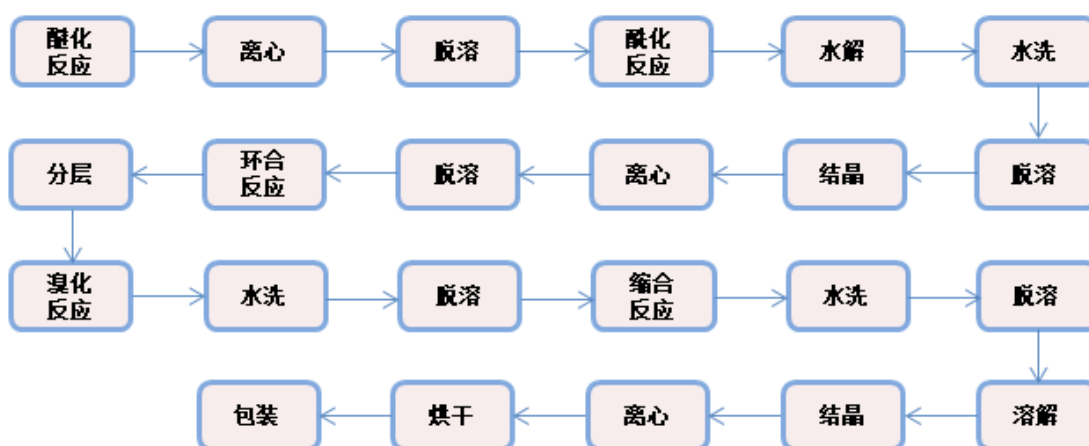 醚化
反应
离心
脱溶
酰化
反应
水解
水洗
脱溶
结晶
离心
脱溶
环合
反应
分层
溴化
反应
水洗
脱溶
缩合
反应
水洗
脱溶
溶解
结晶
离心
烘干
包装